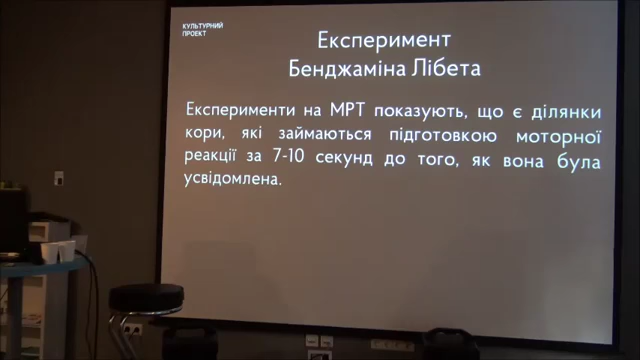 КУЛЬТУРНИЙ
ПРОЕКТ
Експеримент
Бенджаміна Лібета
Експерименти на МРТ показують, що є ділянки
кори, які займаються підготовкою моторної
реакції за 7-10 секунд до того, як вона була
усвідомлена.